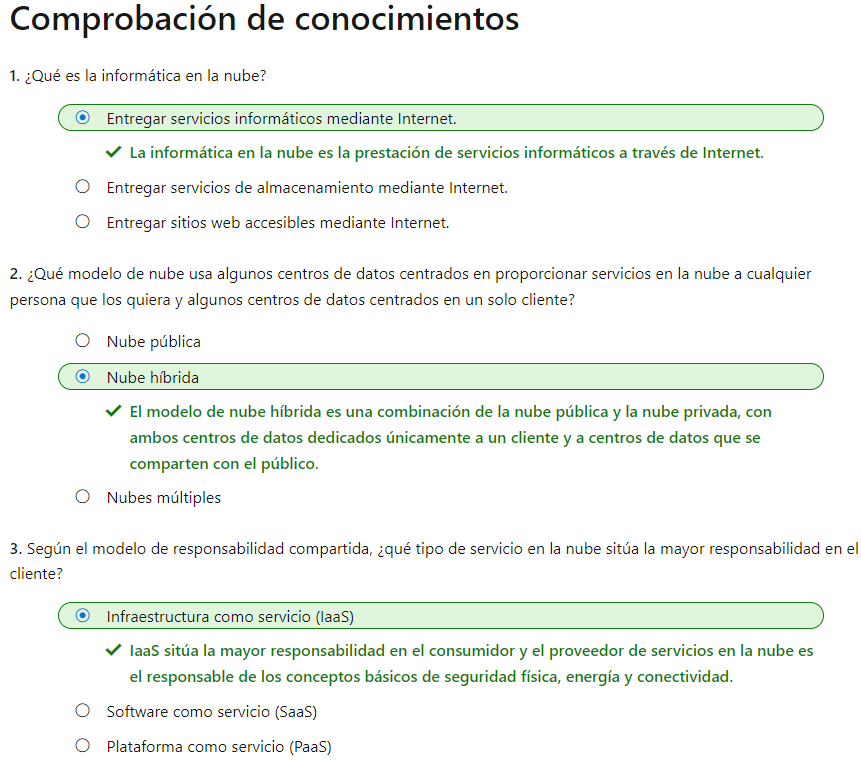 Comprobación de conocimientos
1. ¿Qué es la informática en la nube?
Entregar servicios informáticos mediante Internet.
La informática en la nube es la prestación de servicios informáticos a través de Internet.
Entregar servicios de almacenamiento mediante Internet.
Entregar sitios web accesibles mediante Internet.
2. ¿Qué modelo de nube usa algunos centros de datos centrados en proporcionar servicios en la nube a cualquier
persona que los quiera y algunos centros de datos centrados en un solo cliente?
Nube pública
Nube híbrida
El modelo de nube híbrida es una combinación de la nube pública y la nube privada, con
ambos centros de datos dedicados únicamente a un cliente y a centros de datos que se
comparten con el público.
Nubes múltiples
3. Según el modelo de responsabilidad compartida, ¿qué tipo de servicio en la nube sitúa la mayor responsabilidad en el
cliente?
Infraestructura como servicio (IaaS)
IaaS sitúa la mayor responsabilidad en el consumidor y el proveedor de servicios en la nube es
el responsable de los conceptos básicos de seguridad física, energía y conectividad.
Software como servicio (SaaS)
Plataforma como servicio (PaaS)